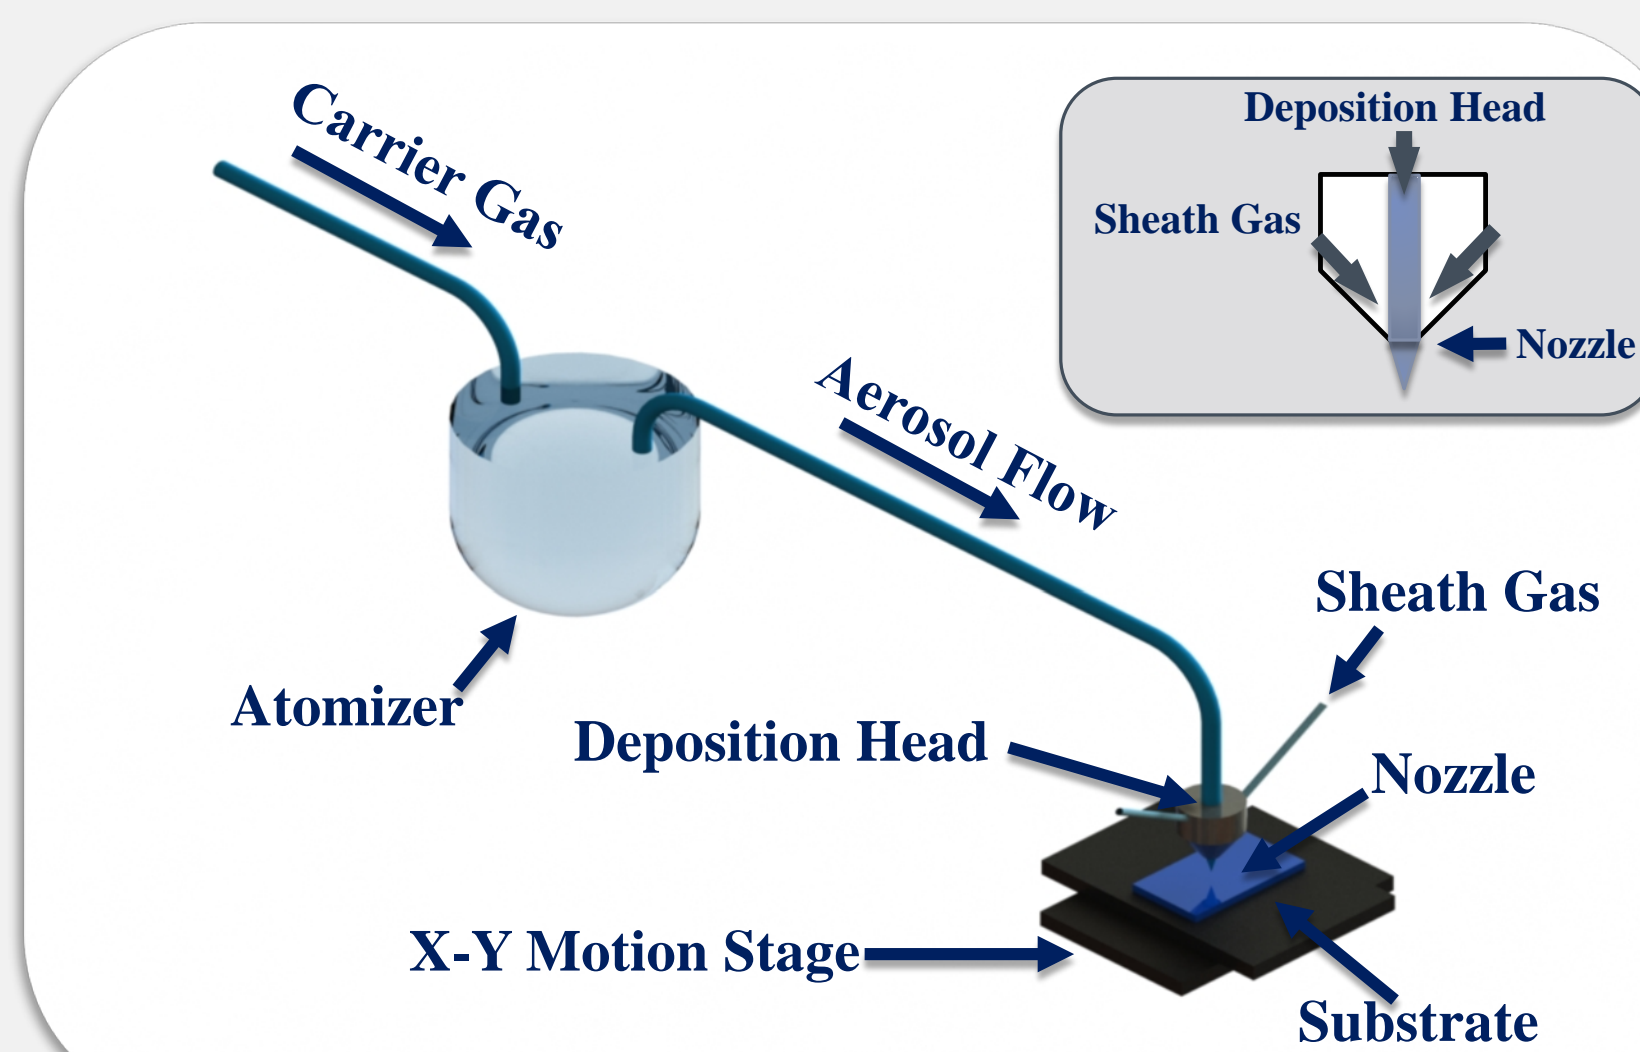 Carrier Gas
Deposition Head
Sheath Gas
Nozzle
Aerosol Flow
Sheath Gas
Atomizer
Deposition Head
Nozzle
X-Y Motion Stage
Substrate